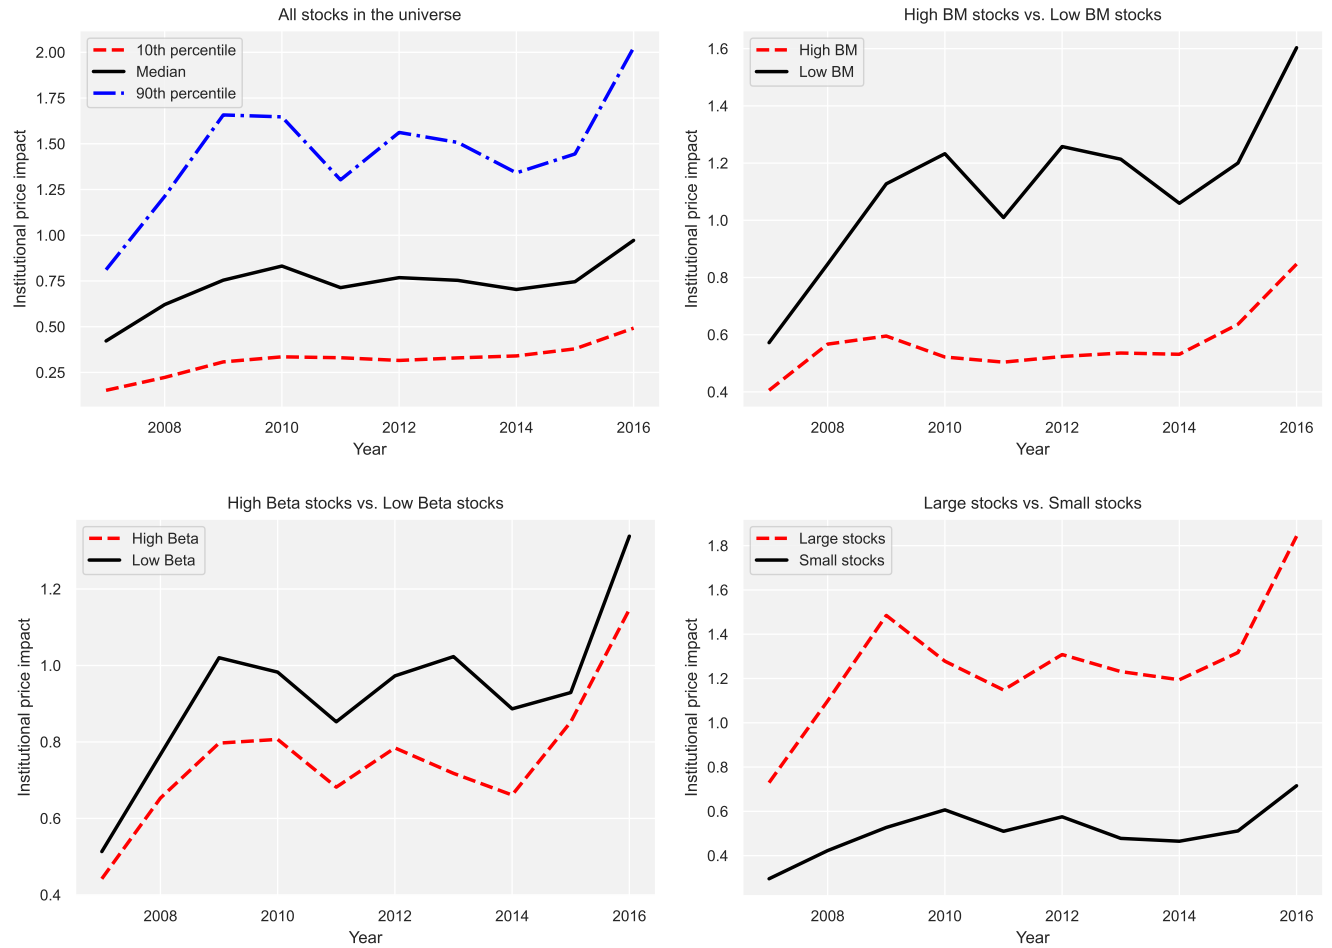 All stocks in the universe
10th percentile
Median
90th percentile
2.00
1.75
1.50
1.25
1.00
0.75
0.50
0.25
Institutional price impact
2008 2010 2012 2014 2016
Year
High BM stocks vs. Low BM stocks
High BM
Low BM
1.6
1.4
1.2
1.0
0.8
0.6
0.4
Institutional price impact
2008 2010 2012 2014 2016
Year
High Beta stocks vs. Low Beta stocks
High Beta
Low Beta
1.2
1.0
0.8
0.6
0.4
Institutional price impact
2008 2010 2012 2014 2016
Year
Large stocks vs. Small stocks
Large stocks
Small stocks
1.8
1.6
1.4
1.2
1.0
0.8
0.6
0.4
Institutional price impact
2008 2010 2012 2014 2016
Year